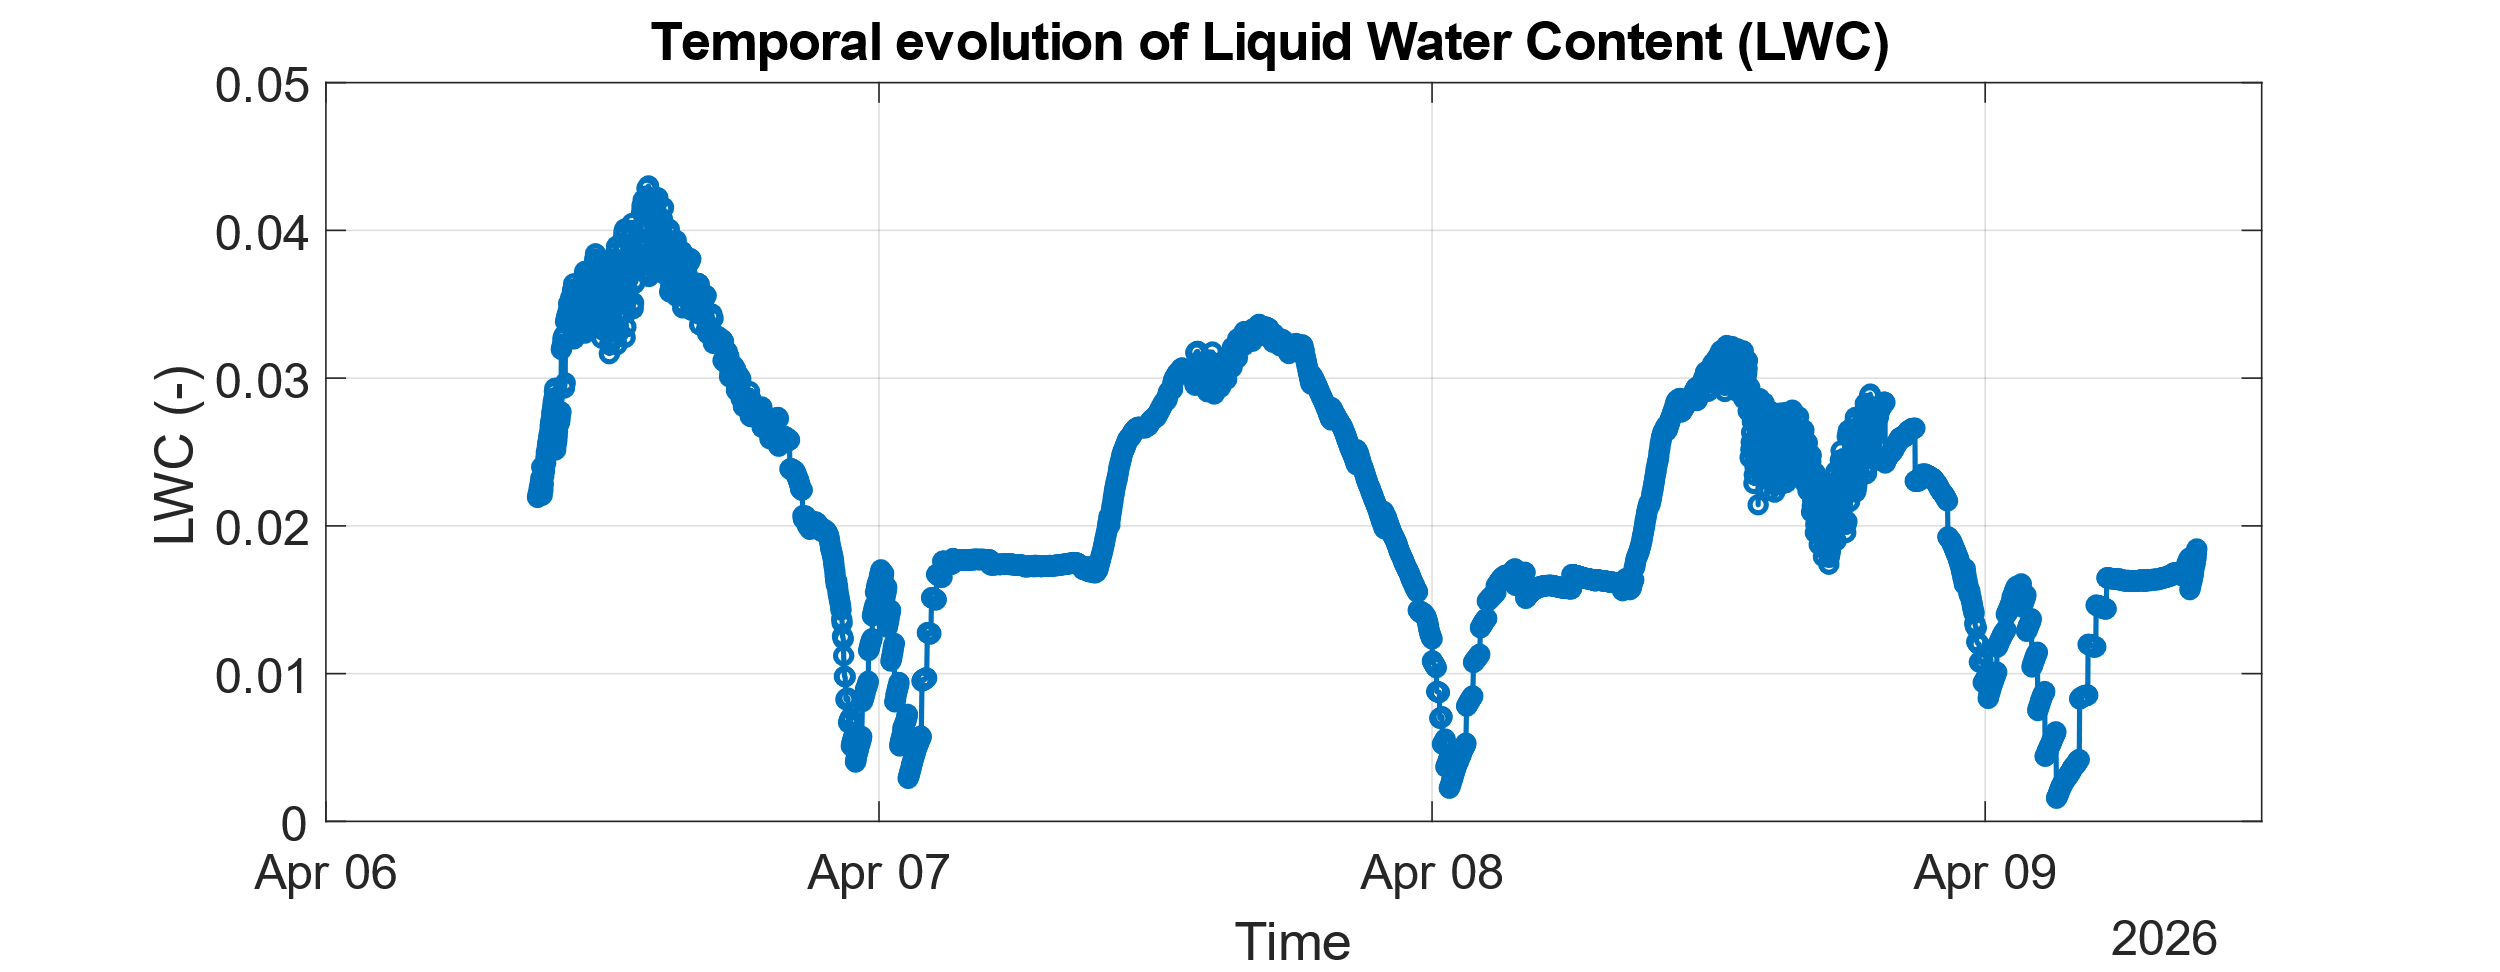 Temporal evolution of Liquid Water Content (LWC)
0.05
0.04
0.03
0.02
0.01
0
LWC (-)
Apr 06 Apr 07 Apr 08 Apr 09
Time
2026